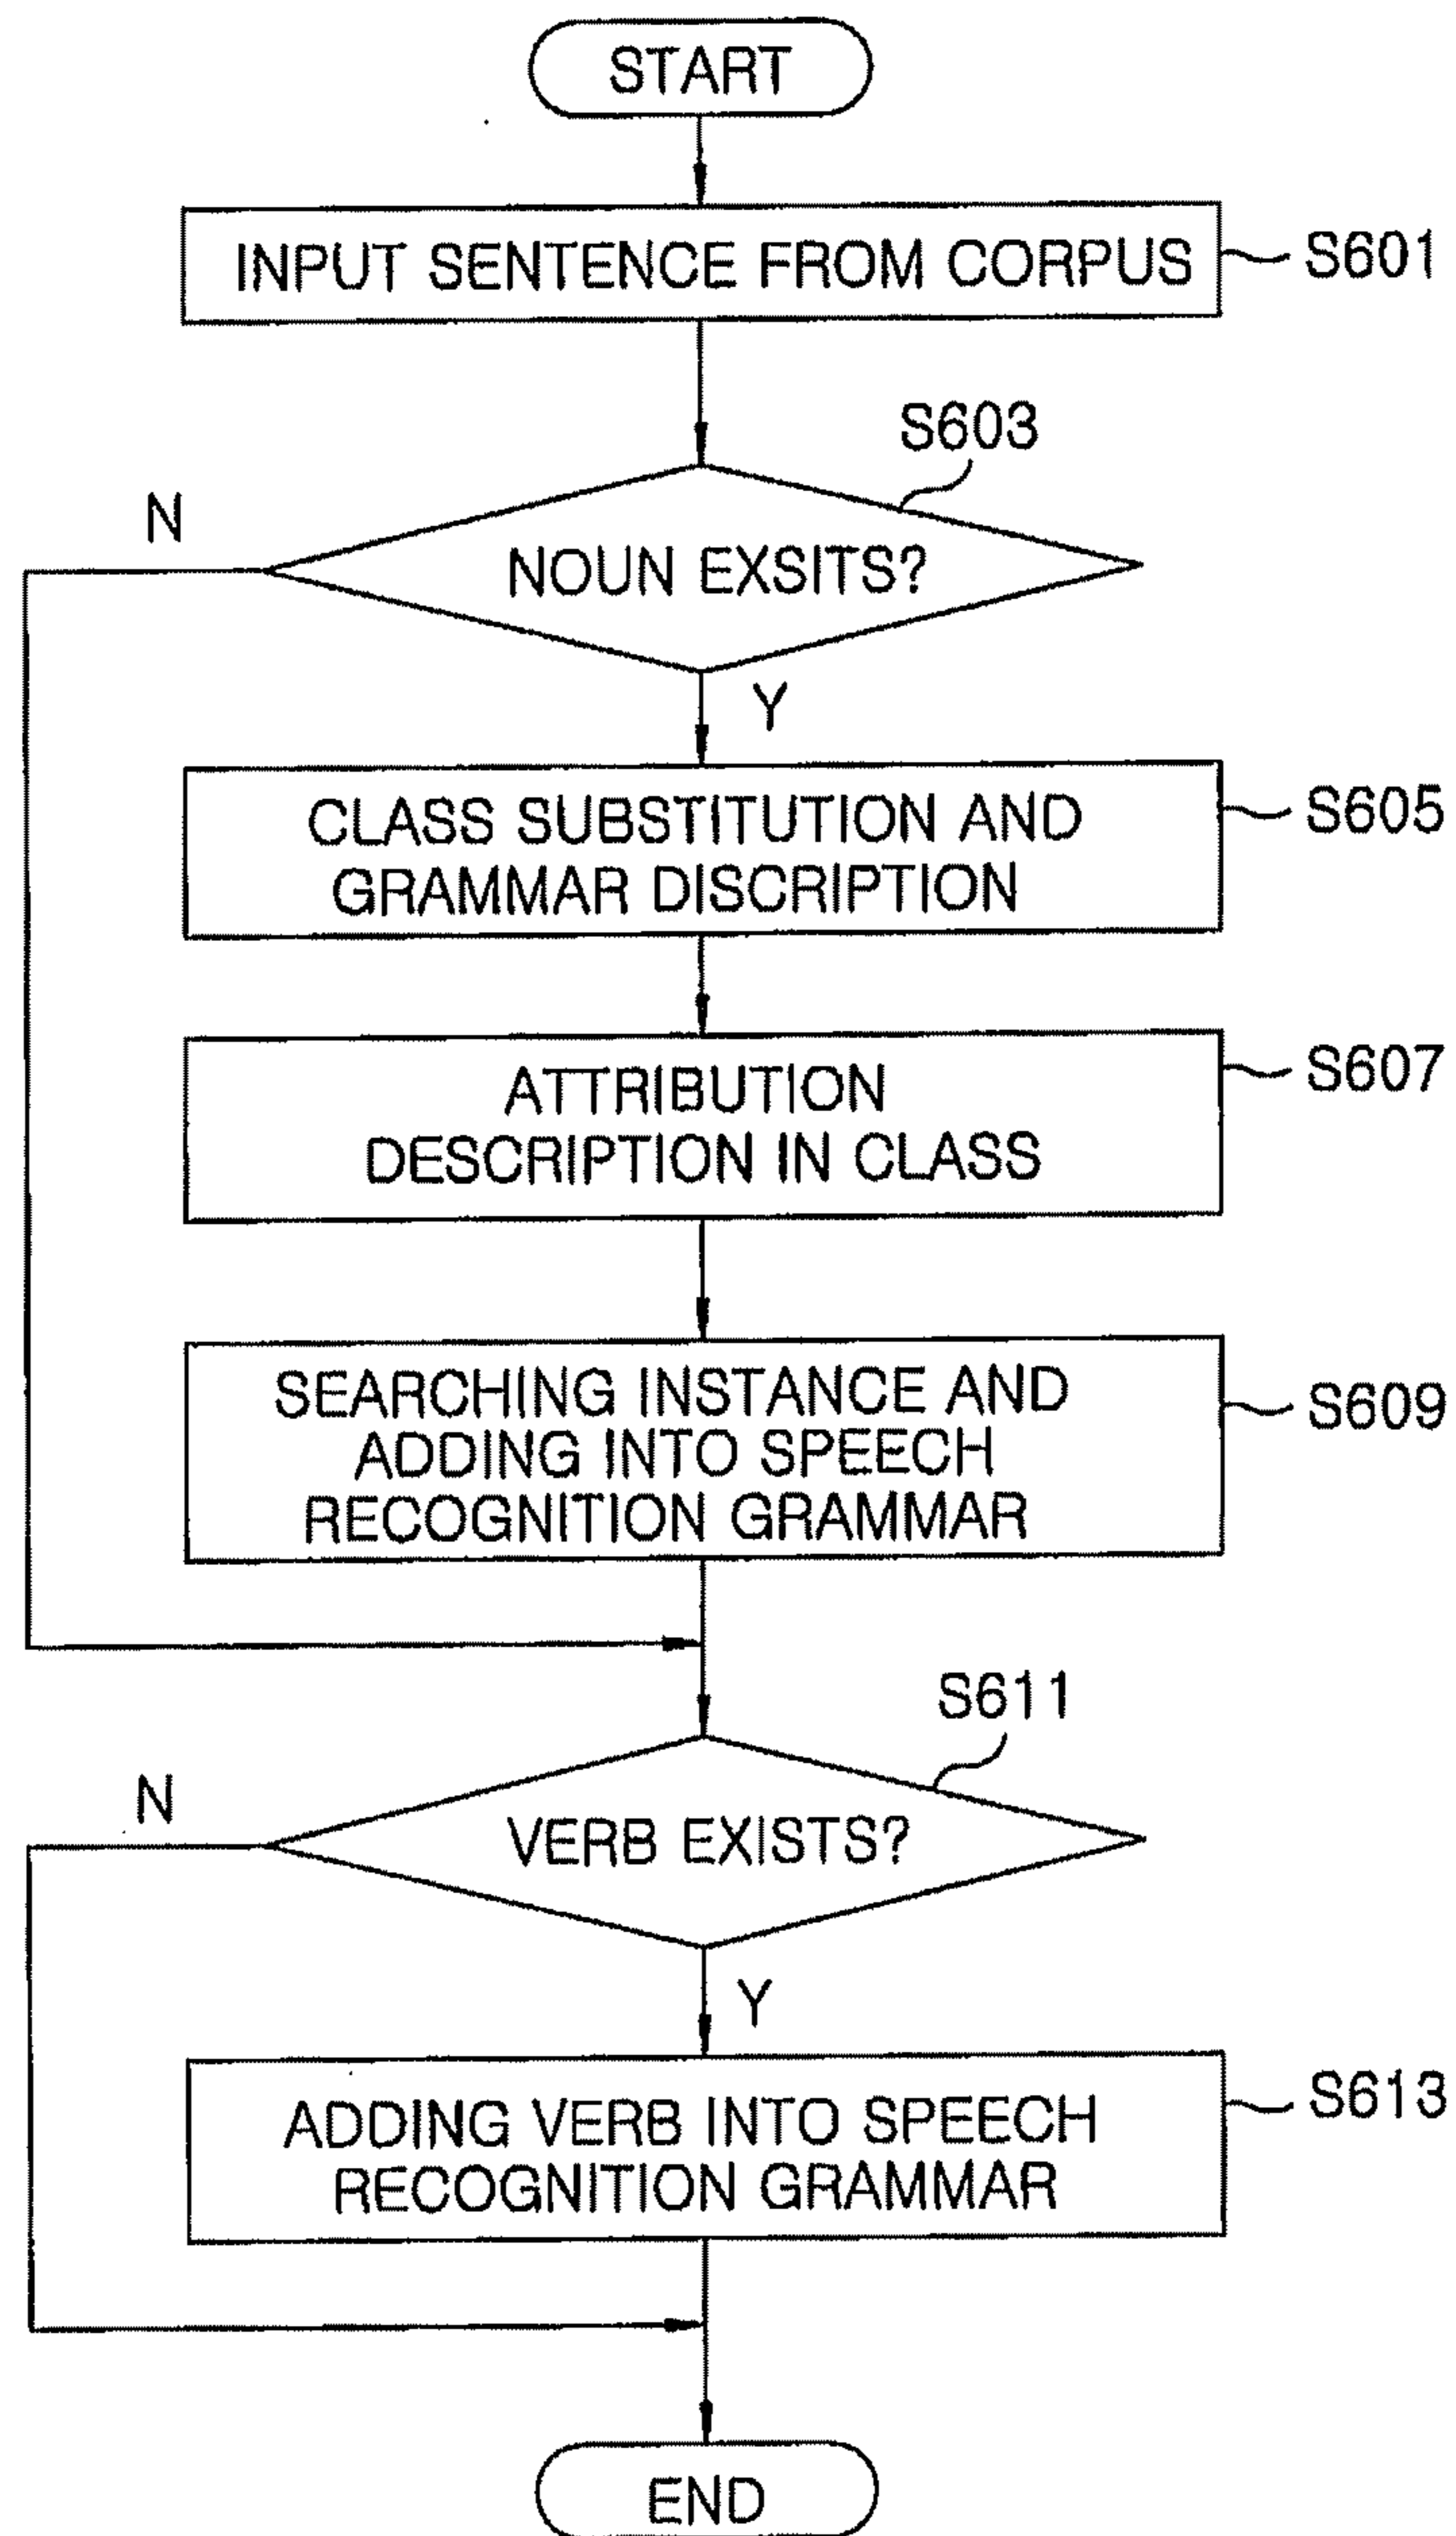 START
INPUT SENTENCE FROM CORPUS
S601
S603
N
NOUN EXSITS?
Y
CLASS SUBSTITUTION AND
GRAMMAR DISCRIPTION
S605
ATTRIBUTION
DESCRIPTION IN CLASS
S607
SEARCHING INSTANCE AND
ADDING INTO SPEECH
RECOGNITION GRAMMAR
S609
S611
N
VERB EXISTS?
Y
ADDING VERB INTO SPEECH
RECOGNITION GRAMMAR
S613
END